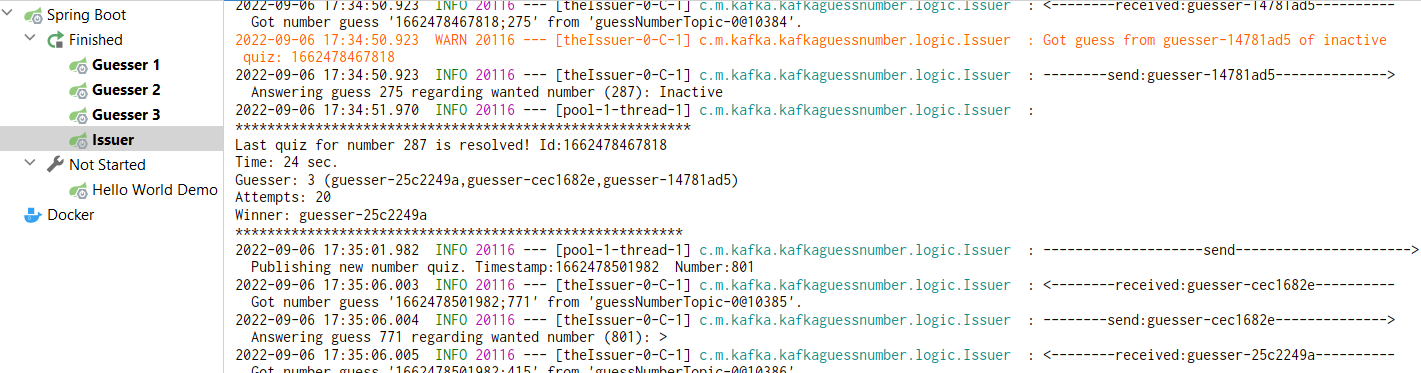 Spring Boot
Finished
Guesser 1
Guesser 2
Guesser 3
Issuer
Not Started
Hello World Demo
Docker
2022-09-06 17:34:50.923  INFO 20116 --- [theIssuer-0-C-1] c.m.kafka.kafkaguessnumber.logic.Issuer  : <--------received:guesser-14781ad5----------
  Got number guess '1662478467818;275' from 'guessNumberTopic-0@10384'.
2022-09-06 17:34:50.923  WARN 20116 --- [theIssuer-0-C-1] c.m.kafka.kafkaguessnumber.logic.Issuer  : Got guess from guesser-14781ad5 of inactive
 quiz: 1662478467818
2022-09-06 17:34:50.923  INFO 20116 --- [theIssuer-0-C-1] c.m.kafka.kafkaguessnumber.logic.Issuer  : --------send:guesser-14781ad5-------------->
  Answering guess 275 regarding wanted number (287): Inactive
2022-09-06 17:34:51.970  INFO 20116 --- [pool-1-thread-1] c.m.kafka.kafkaguessnumber.logic.Issuer  :
*********************************************************
Last quiz for number 287 is resolved! Id:1662478467818
Time: 24 sec.
Guesser: 3 (guesser-25c2249a,guesser-cec1682e,guesser-14781ad5)
Attempts: 20
Winner: guesser-25c2249a
********************************************************
2022-09-06 17:35:01.982  INFO 20116 --- [pool-1-thread-1] c.m.kafka.kafkaguessnumber.logic.Issuer  : --------------------send---------------------->
  Publishing new number quiz. Timestamp:1662478501982  Number:801
2022-09-06 17:35:06.003  INFO 20116 --- [theIssuer-0-C-1] c.m.kafka.kafkaguessnumber.logic.Issuer  : <--------received:guesser-cec1682e----------
  Got number guess '1662478501982;771' from 'guessNumberTopic-0@10385'.
2022-09-06 17:35:06.004  INFO 20116 --- [theIssuer-0-C-1] c.m.kafka.kafkaguessnumber.logic.Issuer  : --------send:guesser-cec1682e-------------->
  Answering guess 771 regarding wanted number (801): >
2022-09-06 17:35:06.005  INFO 20116 --- [theIssuer-0-C-1] c.m.kafka.kafkaguessnumber.logic.Issuer  : <--------received:guesser-25c2249a----------
  Got number guess '1662478501982;415' from 'guessNumberTopic-0@10386'